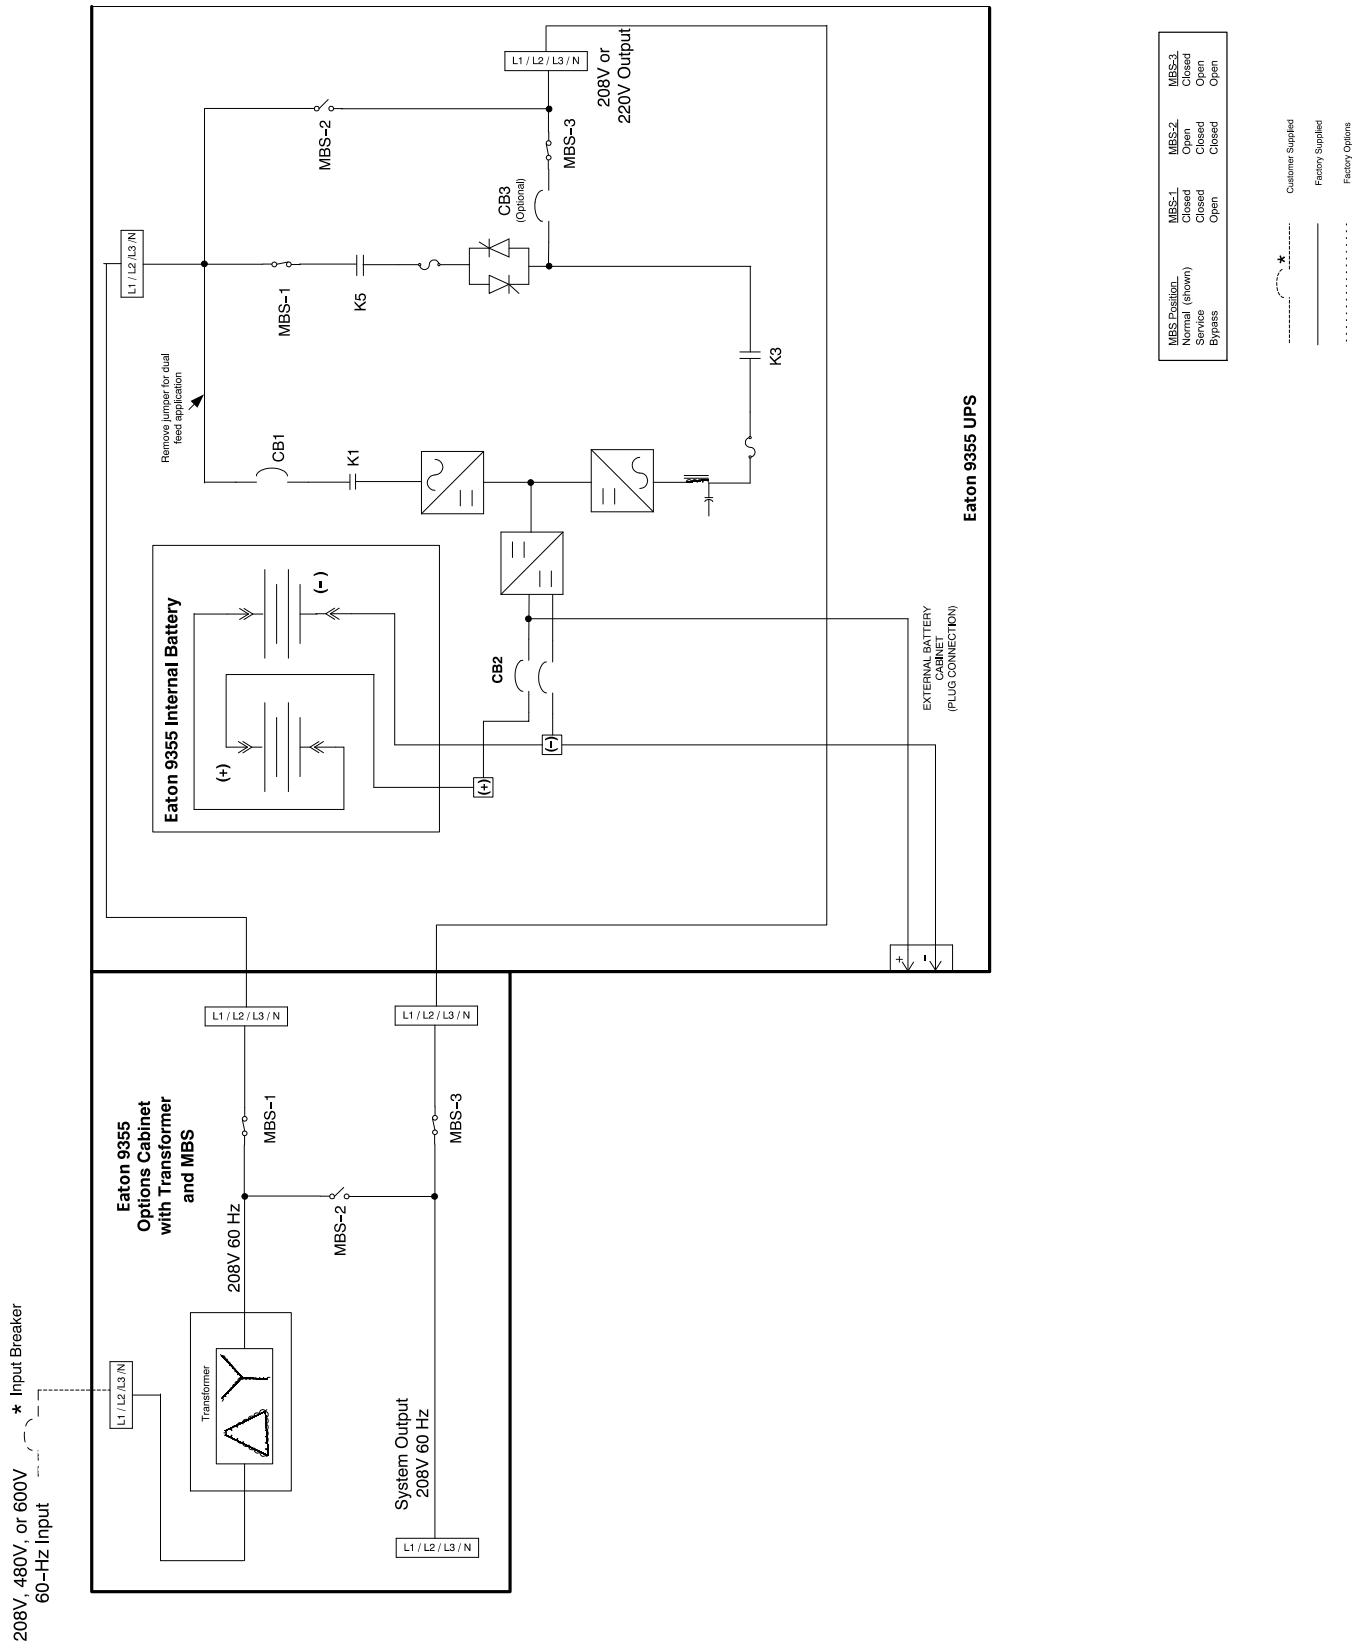 208V, 480V, or 600V
60-Hz Input
* Input Breaker
L1 / L2 /L3 /N
Eaton 9355
Options Cabinet
with Transformer
and MBS
Transformer
208V 60 Hz
MBS-1
MBS-2
MBS-3
L1 / L2 / L3 / N
L1 / L2 / L3 / N
System Output
208V 60 Hz
L1 / L2 / L3 / N
L1 / L2 /L3 /N
Remove jumper for dual
feed application
Eaton 9355 Internal Battery
(+)
(-)
CB1
K1
MBS-1
K5
MBS-2
CB3
(Optional)
MBS-3
L1 / L2 / L3 / N
208V or
220V Output
K3
CB2
(+)
(-)
EXTERNAL BATTERY
CABINET
(PLUG CONNECTION)
+
-
Eaton 9355 UPS
MBS Position MBS-1 MBS-2 MBS-3
Normal (shown) Closed Open Closed
Service Closed Closed Open
Bypass Open Closed Open
*
Customer Supplied
Factory Supplied
Factory Options